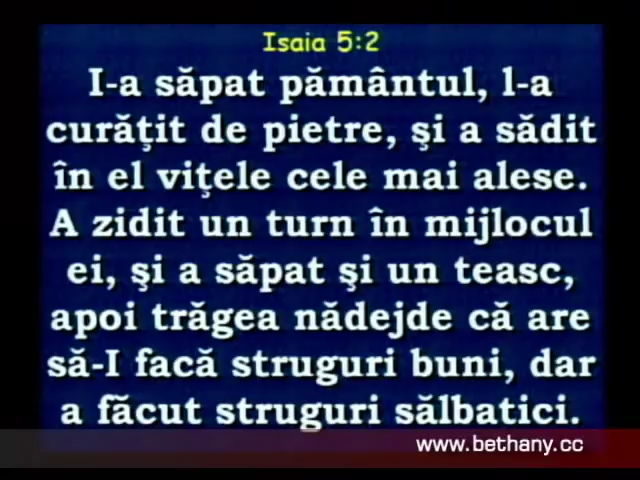 Isaia 5:2
I-a săpat pământul, l-a
curăţit de pietre, şi a sădit
în el viţele cele mai alese.
A zidit un turn în mijlocul
ei, şi a săpat şi un teasc,
apoi trăgea nădejde că are
să-I facă struguri buni, dar
a făcut struguri sălbatici.
www.bethany.cc